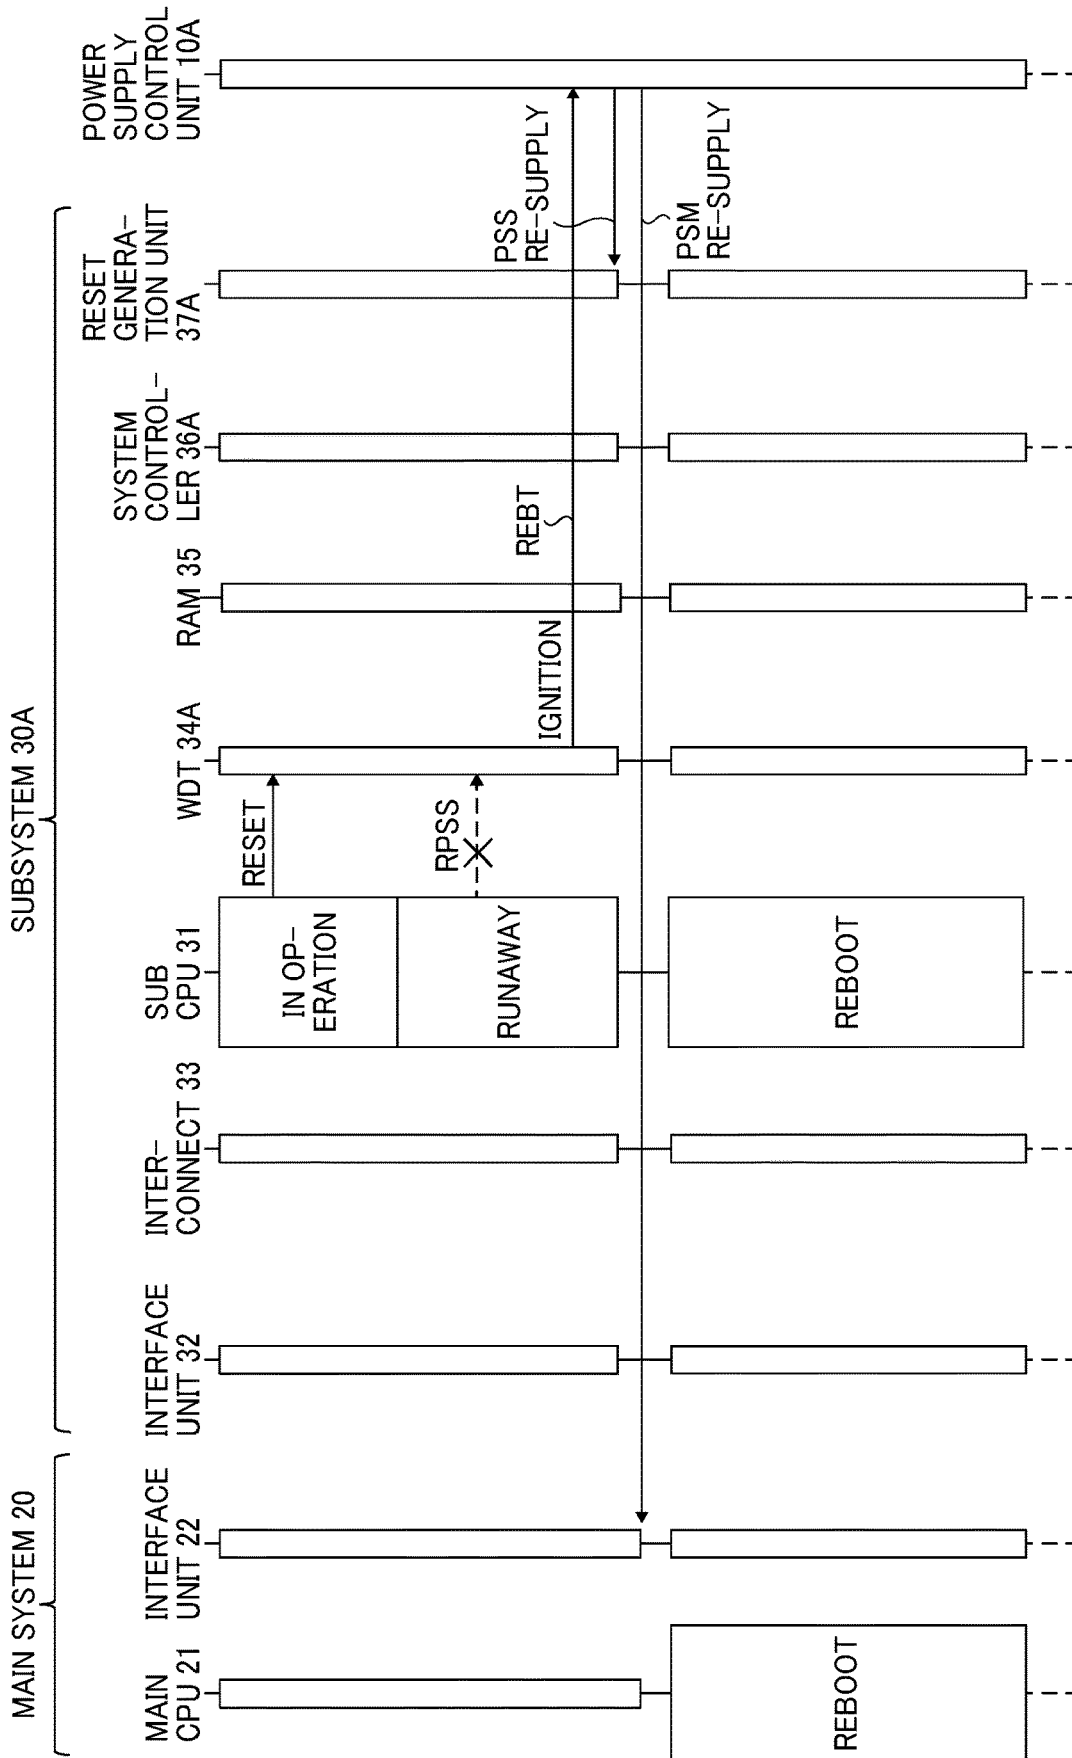 MAIN SYSTEM 20
SUBSYSTEM 30A
MAIN
CPU 21
INTERFACE
UNIT 22
INTERFACE
UNIT 32
INTER-
CONNECT 33
SUB
CPU 31
WDT 34A
RAM 35
SYSTEM
CONTROL-
LER 36A
RESET
GENERA-
TION UNIT
37A
POWER
SUPPLY
CONTROL
UNIT 10A
IN OP-
ERATION
RESET
RUNAWAY
RPSS
IGNITION
REBT
PSS
RE-SUPPLY
PSM
RE-SUPPLY
REBOOT
REBOOT